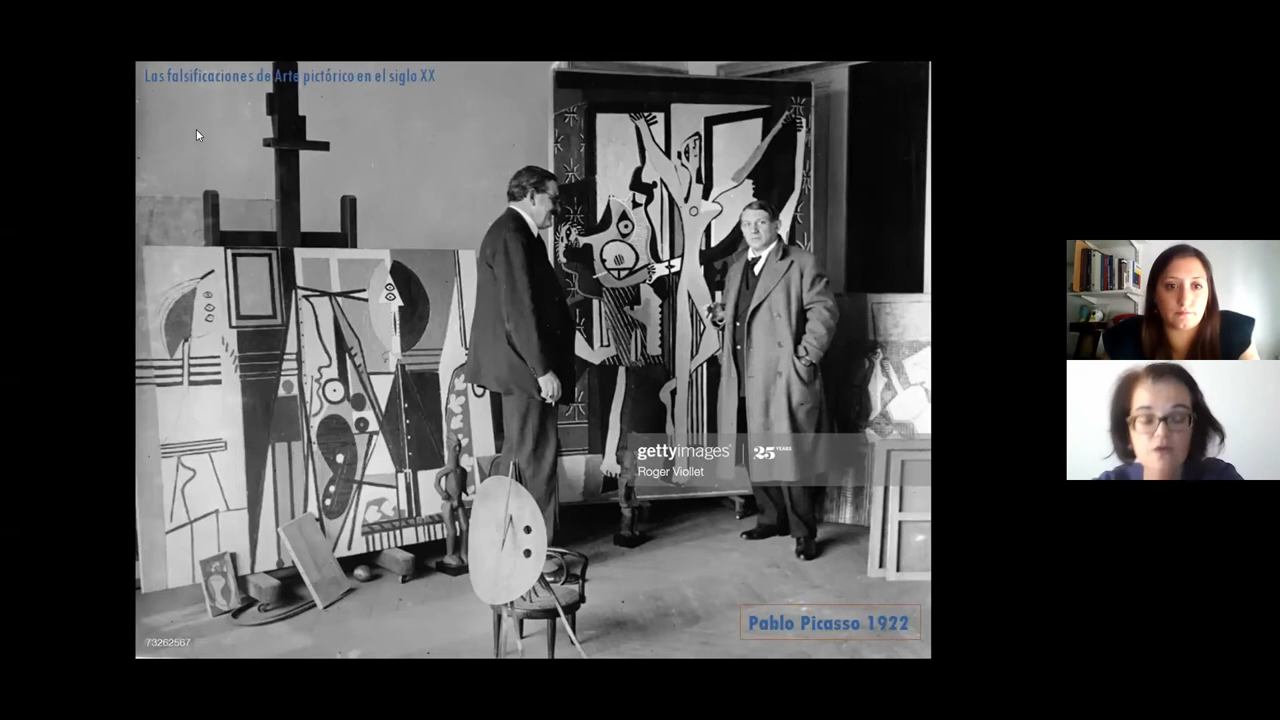 Las falsificaciones de Arte pictórico en el siglo XX
gettyimages®
25 YEARS
Roger Viollet
Pablo Picasso 1922
73262567